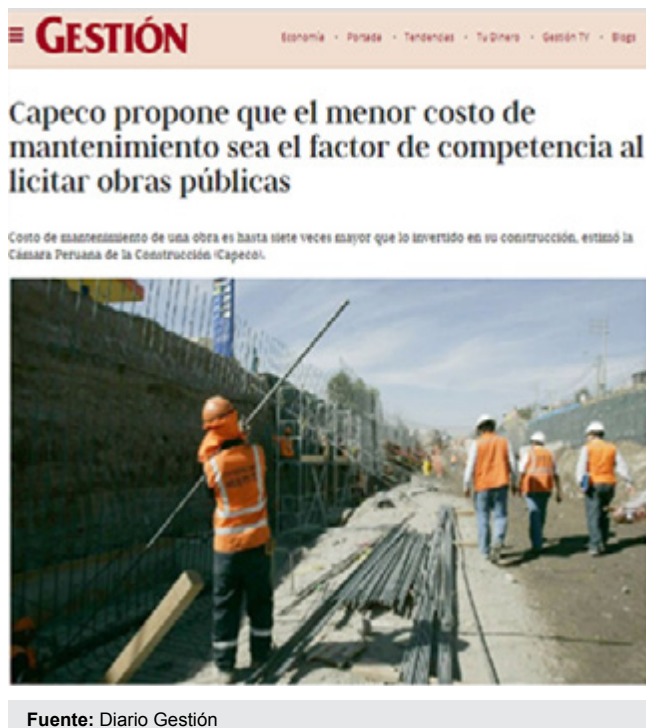 ≡ GESTIÓN
Economía • Portada • Tendencias • Tu Dinero • Gestión TV • Blogs
Capeco propone que el menor costo de
mantenimiento sea el factor de competencia al
licitar obras públicas
Costo de mantenimiento de una obra es hasta siete veces mayor que lo invertido en su construcción, estimó la
Cámara Peruana de la Construcción (Capeco).
Fuente: Diario Gestión